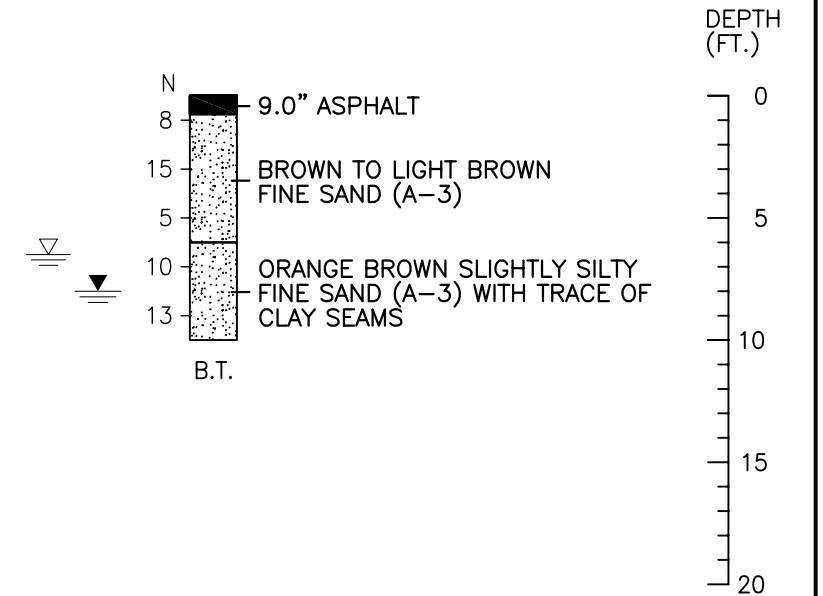 DEPTH
(FT.)
N
0
9.0” ASPHALT
8
15
BROWN TO LIGHT BROWN
FINE SAND (A–3)
5
5
10
ORANGE BROWN SLIGHTLY SILTY
FINE SAND (A–3) WITH TRACE OF
CLAY SEAMS
13
10
B.T.
15
20